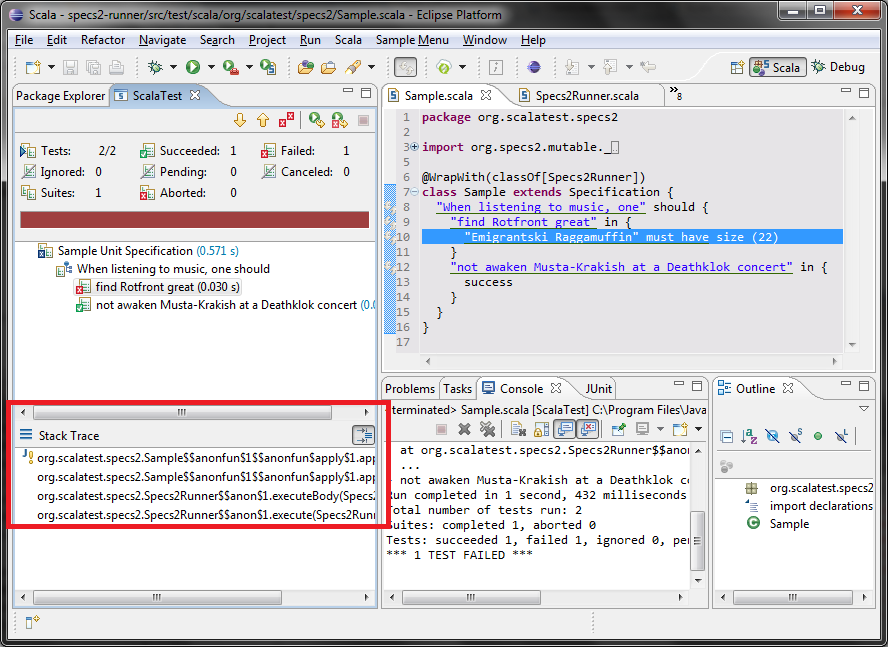 Scala - specs2-runner/src/test/scala/org/scalatest/specs2/Sample.scala - Eclipse Platform
File Edit Refactor Navigate Search Project Run Scala Sample Menu Window Help
Scala Debug
Package Explorer ScalaTest
Tests: 2/2 Succeeded: 1 Failed: 1
Ignored: 0 Pending: 0 Canceled: 0
Suites: 1 Aborted: 0
Sample Unit Specification (0.571 s)
When listening to music, one should
find Rotfront great (0.030 s)
not awaken Musta-Krakish at a Deathklok concert (0.0
Stack Trace
org.scalatest.specs2.Sample$$anonfun$1$$anonfun$apply$1.app
org.scalatest.specs2.Sample$$anonfun$1$$anonfun$apply$1.app
org.scalatest.specs2.Specs2Runner$$anon$1.executeBody(Specs2
org.scalatest.specs2.Specs2Runner$$anon$1.execute(Specs2Run
Sample.scala Specs2Runner.scala »8
1 package org.scalatest.specs2
2
3 import org.specs2.mutable._
5
6 @WrapWith(classOf[Specs2Runner])
7 class Sample extends Specification {
8 "When listening to music, one" should {
9 "find Rotfront great" in {
10 "Emigrantski Raggamuffin" must have size (22)
11 }
12 "not awaken Musta-Krakish at a Deathklok concert" in {
13 success
14 }
15 }
16 }
17
Problems Tasks Console JUnit
terminated> Sample.scala [ScalaTest] C:\Program Files\Java
at org.scalatest.specs2.Specs2Runner$$anon
...
not awaken Musta-Krakish at a Deathklok co
Run completed in 1 second, 432 milliseconds
Total number of tests run: 2
Suites: completed 1, aborted 0
Tests: succeeded 1, failed 1, ignored 0, pen
*** 1 TEST FAILED ***
Outline
org.scalatest.specs2
import declarations
Sample